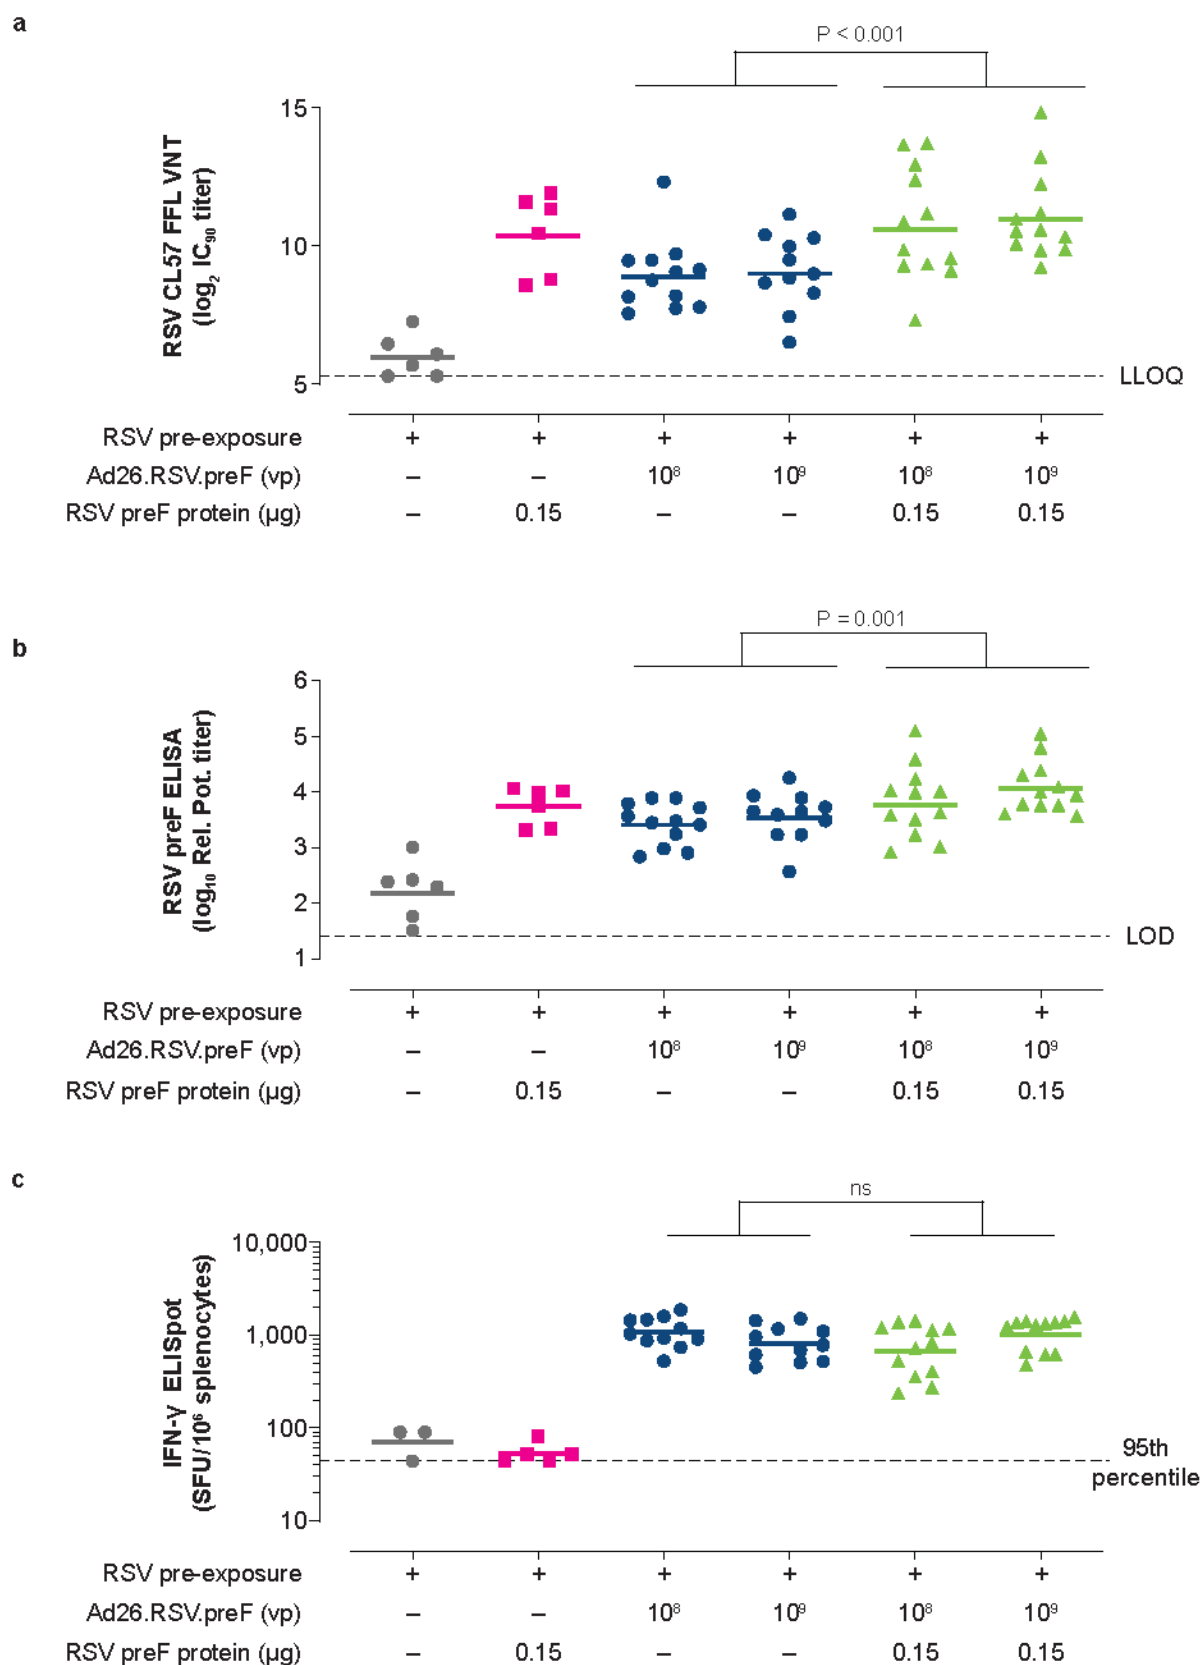 a
P < 0.001
RSV CL57 FFL VNT
(log₂ IC₉₀ titer)
15
10
5
LLOQ
RSV pre-exposure + + + + + +
Ad26.RSV.preF (vp) – – 10⁸ 10⁹ 10⁸ 10⁹
RSV preF protein (µg) – 0.15 – – 0.15 0.15
b
P = 0.001
RSV preF ELISA
(log₁₀ Rel. Pot. titer)
6
5
4
3
2
1
LOD
RSV pre-exposure + + + + + +
Ad26.RSV.preF (vp) – – 10⁸ 10⁹ 10⁸ 10⁹
RSV preF protein (µg) – 0.15 – – 0.15 0.15
c
ns
IFN-γ ELISpot
(SFU/10⁶ splenocytes)
10,000
1,000
100
10
95th
percentile
RSV pre-exposure + + + + + +
Ad26.RSV.preF (vp) – – 10⁸ 10⁹ 10⁸ 10⁹
RSV preF protein (µg) – 0.15 – – 0.15 0.15